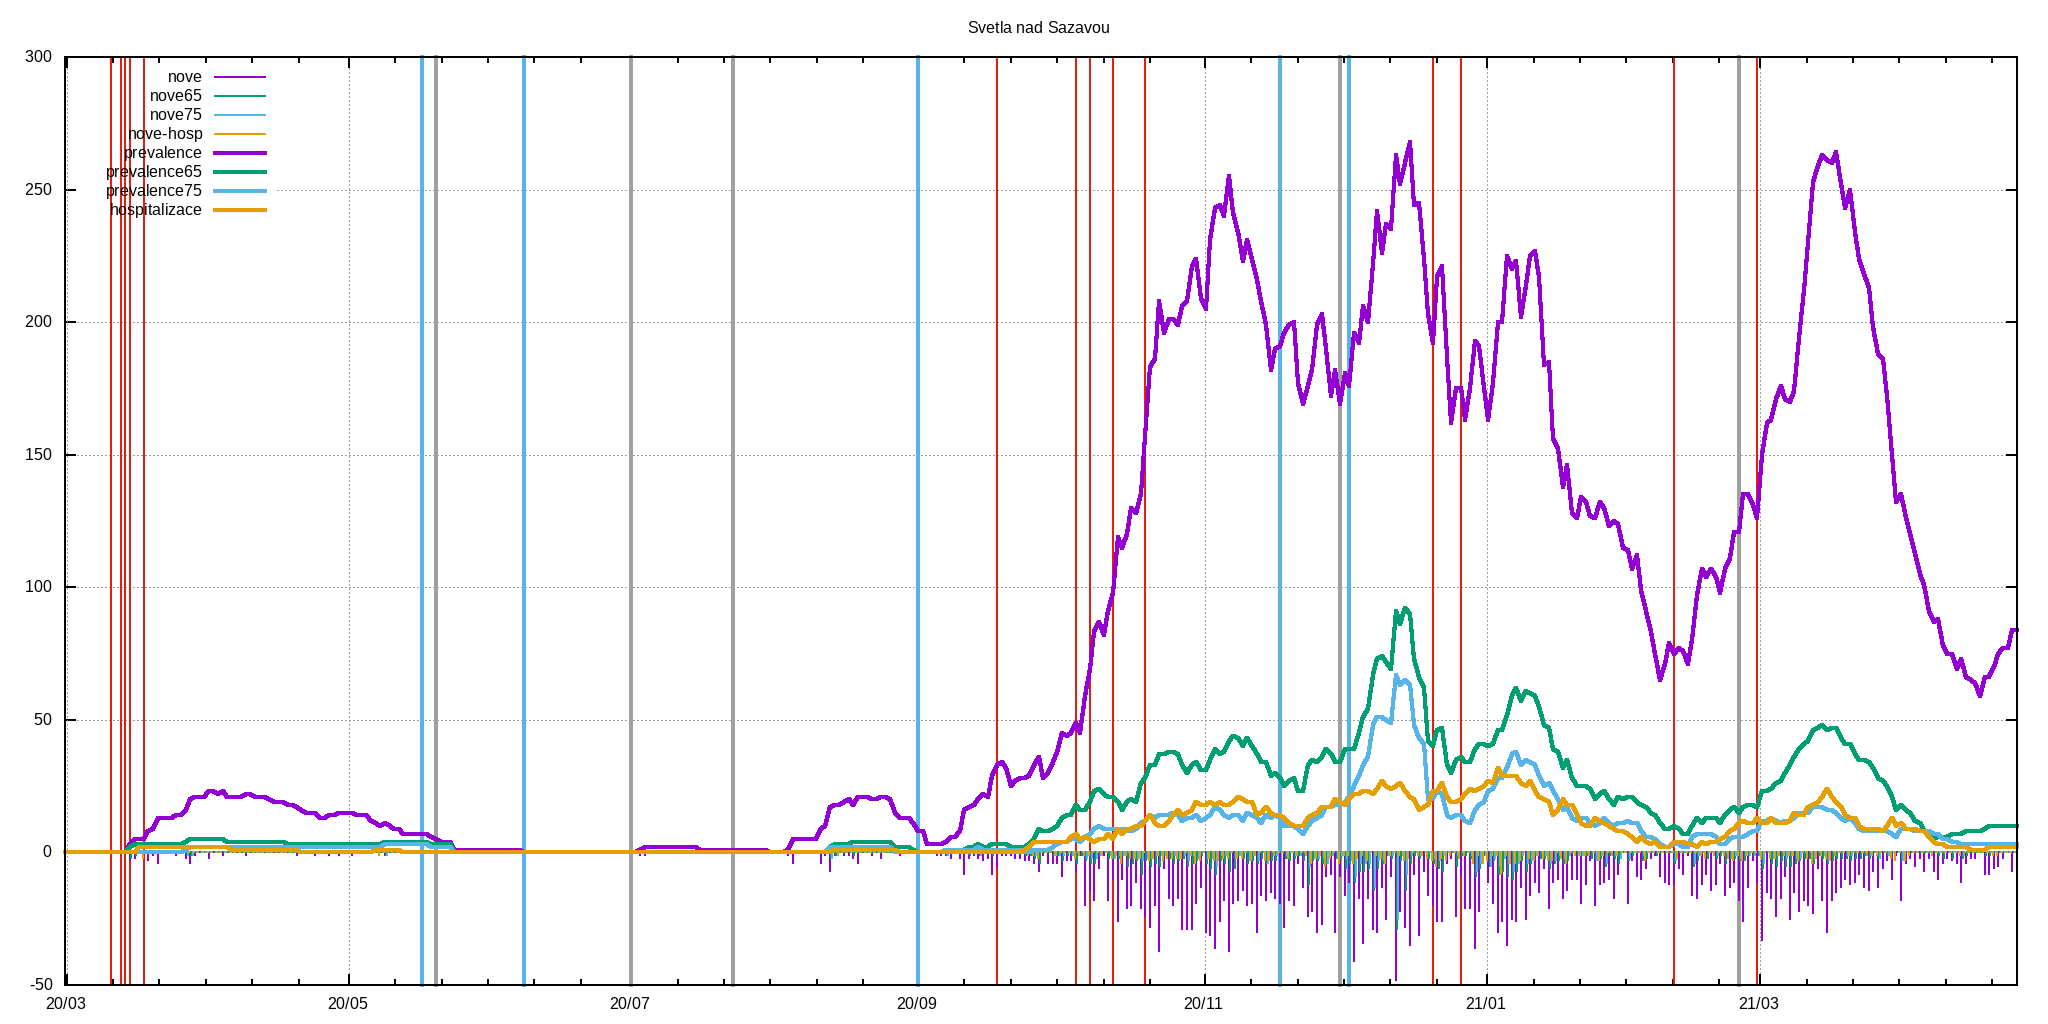 Svetla nad Sazavou
300
250
200
150
100
50
0
-50
nove
nove65
nove75
nove-hosp
prevalence
prevalence65
prevalence75
hospitalizace
20/03 20/05 20/07 20/09 20/11 21/01 21/03